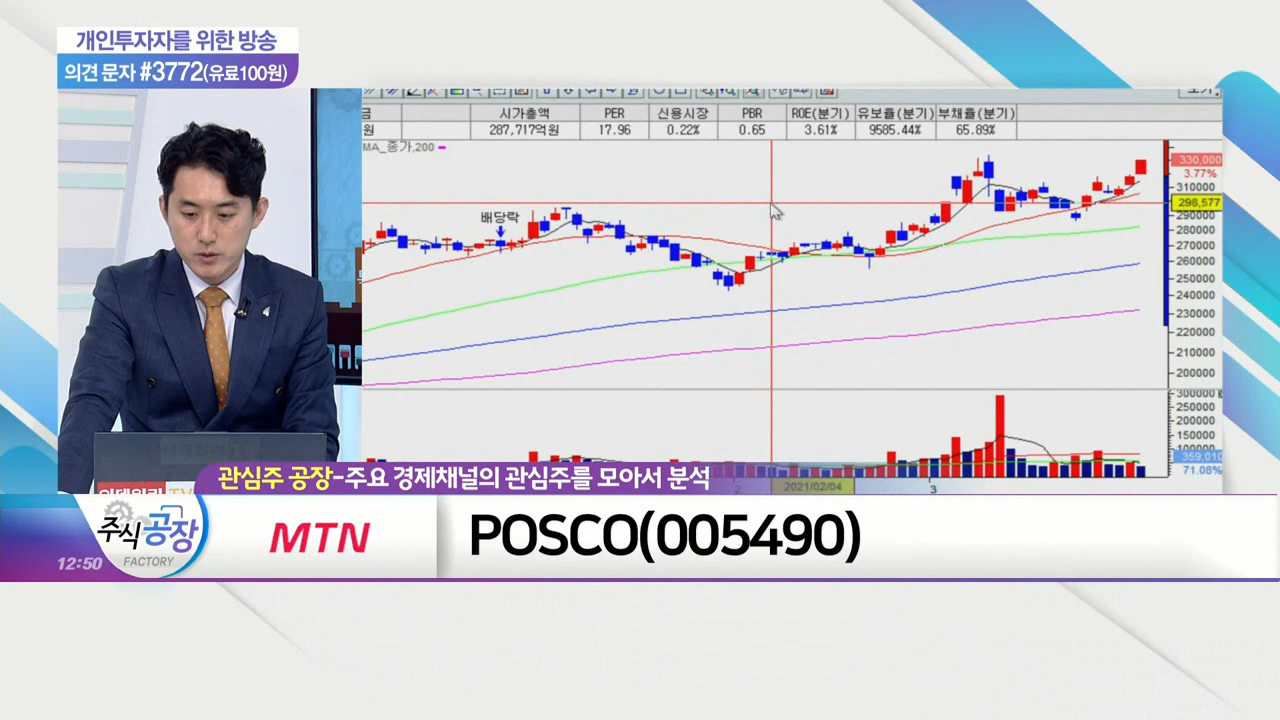 개인투자자를 위한 방송
의견 문자 #3772(유료100원)
금 시가총액 PER 신용시장 PBR ROE(분기) 유보율(분기) 부채율(분기)
원 287,717억원 17.96 0.22% 0.65 3.61% 9585.44% 65.89%
MA_종가,200
배당락
330,000
3.77%
310000
298,577
290000
280000
270000
260000
250000
240000
230000
220000
210000
200000
300000
200000
150000
100000
359,010
71.08%
2 2021/02/04 3
관심주 공장-주요 경제채널의 관심주를 모아서 분석
주식공장
FACTORY
12:50
MTN
POSCO(005490)